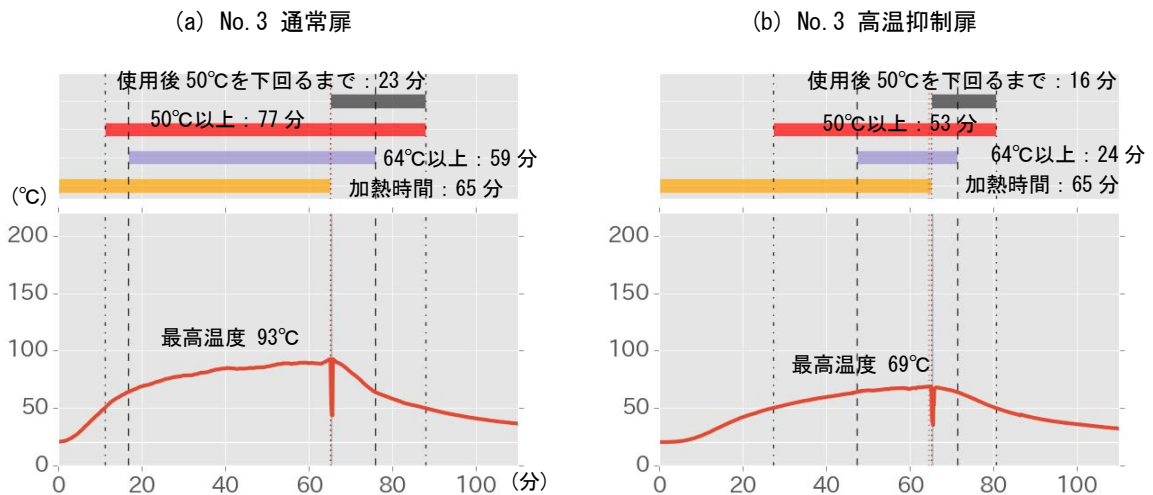 (a) No.3 通常扉
使用後 50℃を下回るまで：23 分
50℃以上：77 分
64℃以上：59 分
加熱時間：65 分
(℃)
200
150
100
50
0
最高温度 93℃
0 20 40 60 80 100 (分)
(b) No.3 高温抑制扉
使用後 50℃を下回るまで：16 分
50℃以上：53 分
64℃以上：24 分
加熱時間：65 分
200
150
100
50
0
最高温度 69℃
0 20 40 60 80 100